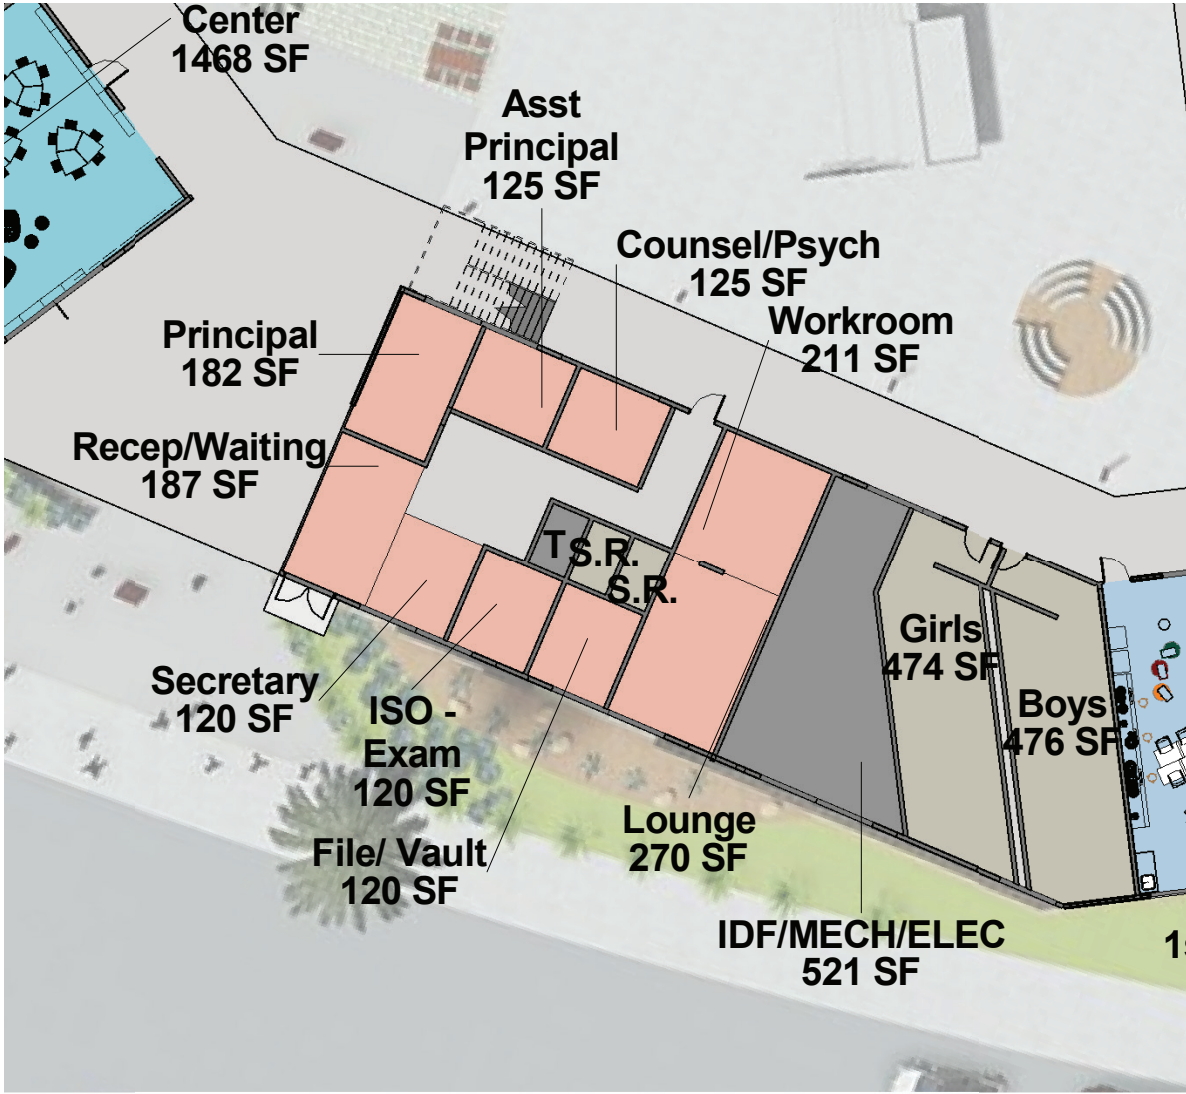 Center
1468 SF
Asst
Principal
125 SF
Counsel/Psych
125 SF
Workroom
211 SF
Principal
182 SF
Recep/Waiting
187 SF
T
S.R.
S.R.
Girls
474 SF
Boys
476 SF
Secretary
120 SF
ISO -
Exam
120 SF
File/ Vault
120 SF
Lounge
270 SF
IDF/MECH/ELEC
521 SF